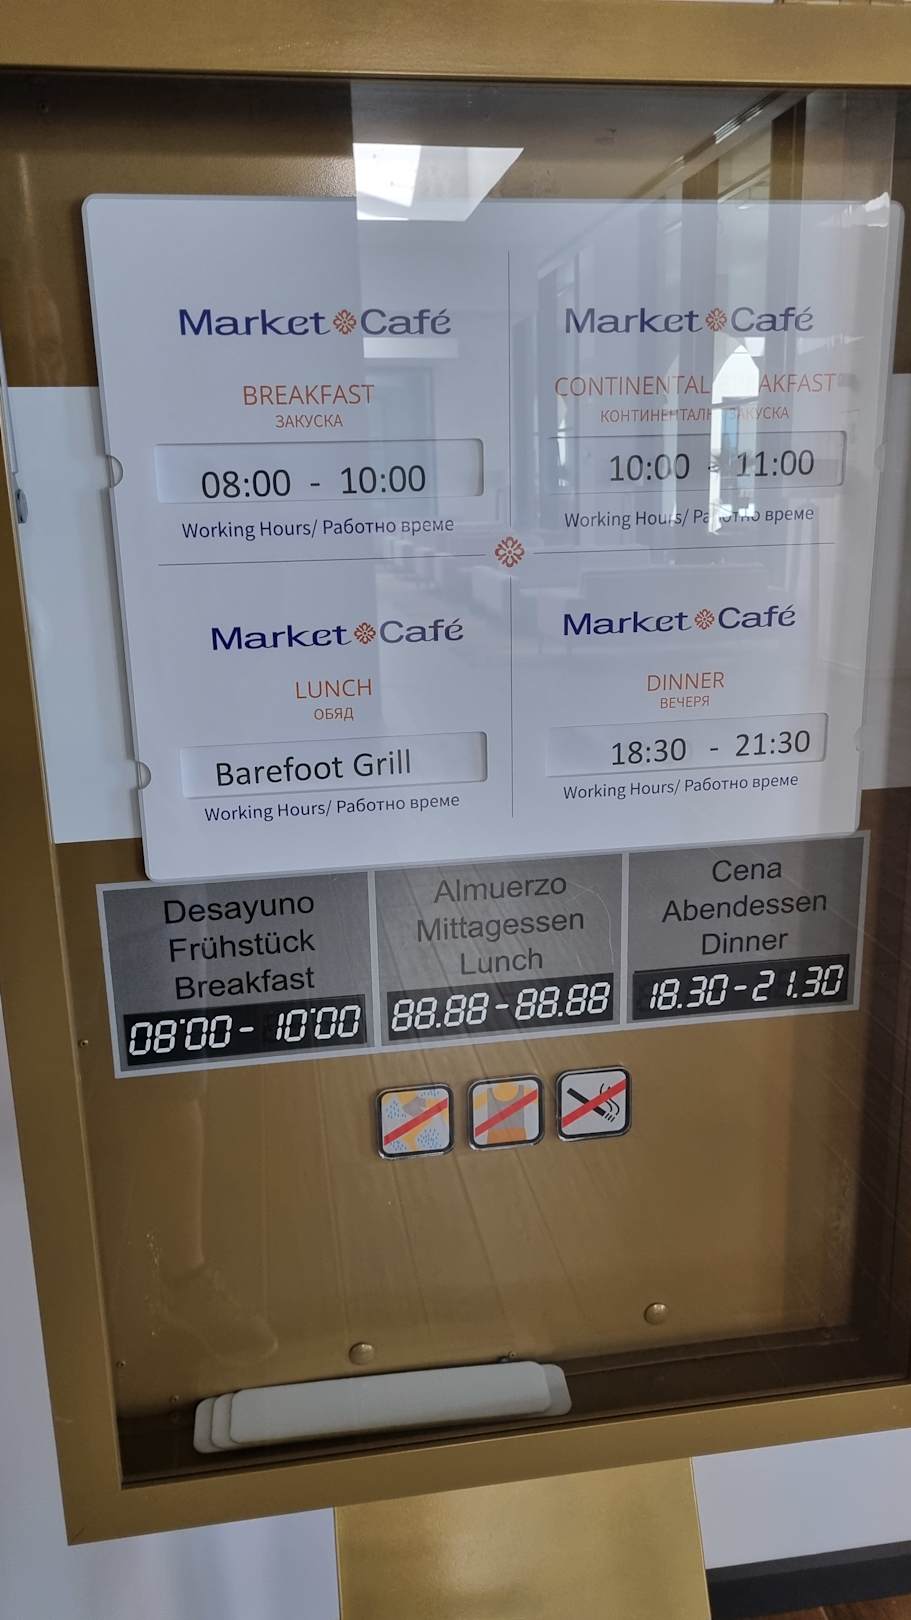 Market Café
BREAKFAST
ЗАКУСКА
08:00 - 10:00
Working Hours/ Работно време
Market Café
CONTINENTAL
КОНТИНЕНТАЛН ЗАКУСКА
10:00 - 11:00
Working Hours/ Работно време
Market Café
LUNCH
ОБЯД
Barefoot Grill
Working Hours/ Работно време
Market Café
DINNER
ВЕЧЕРЯ
18:30 - 21:30
Working Hours/ Работно време
Desayuno
Frühstück
Breakfast
08:00 - 10:00
Almuerzo
Mittagessen
Lunch
88.88 - 88.88
Cena
Abendessen
Dinner
18.30 - 21.30